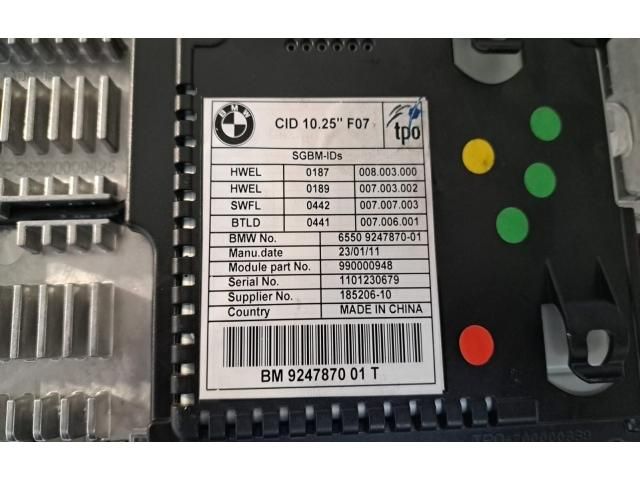 BMW
CID 10.25" F07
tpo
SGBM-IDs
HWEL 0187 008.003.000
HWEL 0189 007.003.002
SWFL 0442 007.007.003
BTLD 0441 007.006.001
BMW No. 6550 9247870-01
Manu.date 23/01/11
Module part No. 990000948
Serial No. 1101230679
Supplier No. 185206-10
Country MADE IN CHINA
BM 9247870 01 T